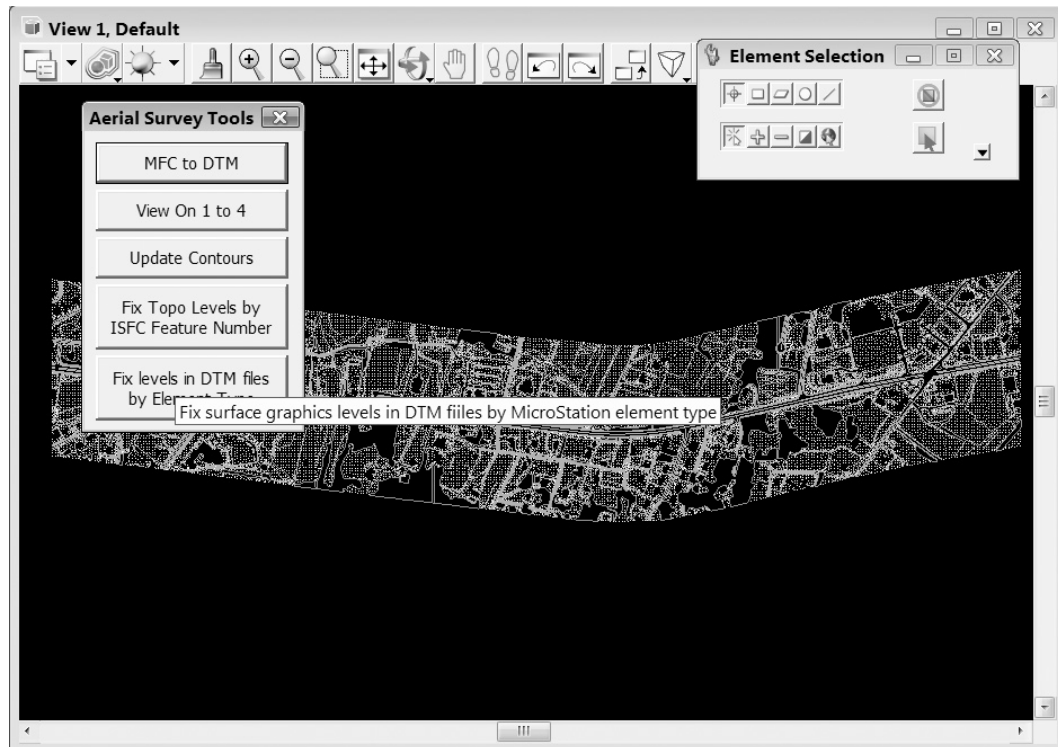 View 1, Default
Element Selection
Aerial Survey Tools
MFC to DTM
View On 1 to 4
Update Contours
Fix Topo Levels by
ISFC Feature Number
Fix levels in DTM files
by Element Type
Fix surface graphics levels in DTM fiiles by MicroStation element type